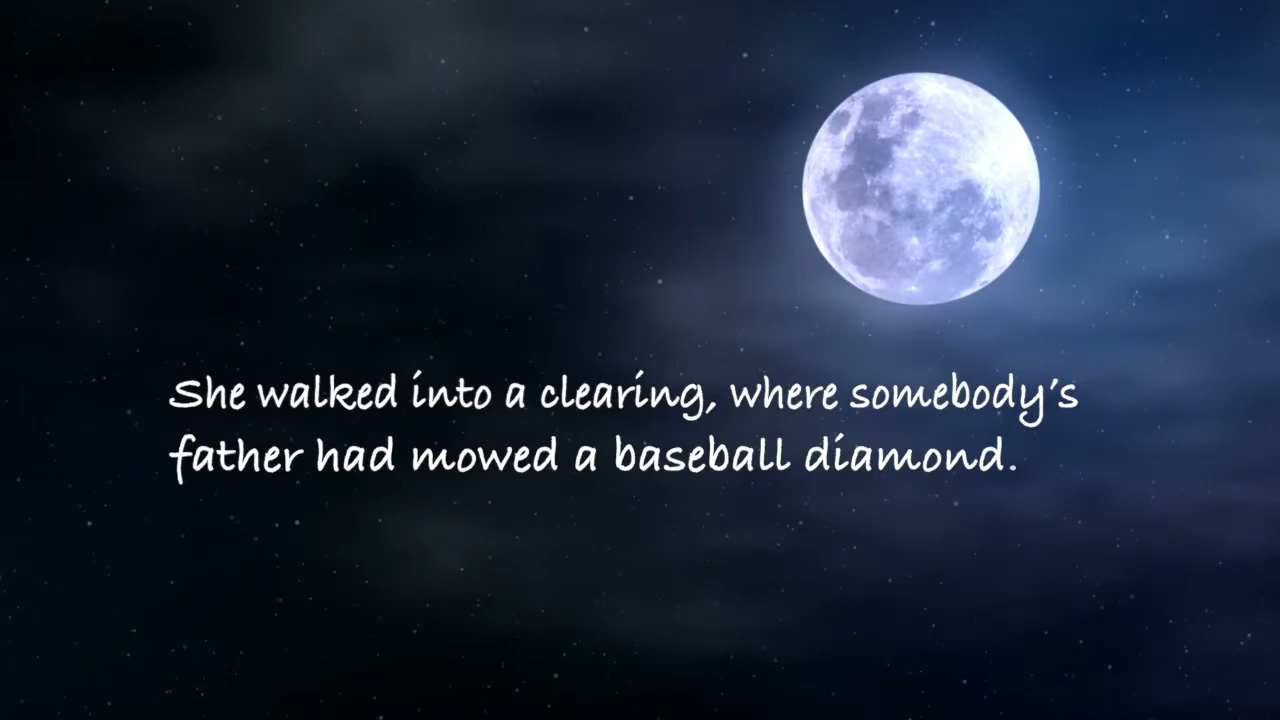 She walked into a clearing, where somebody's
father had mowed a baseball diamond.